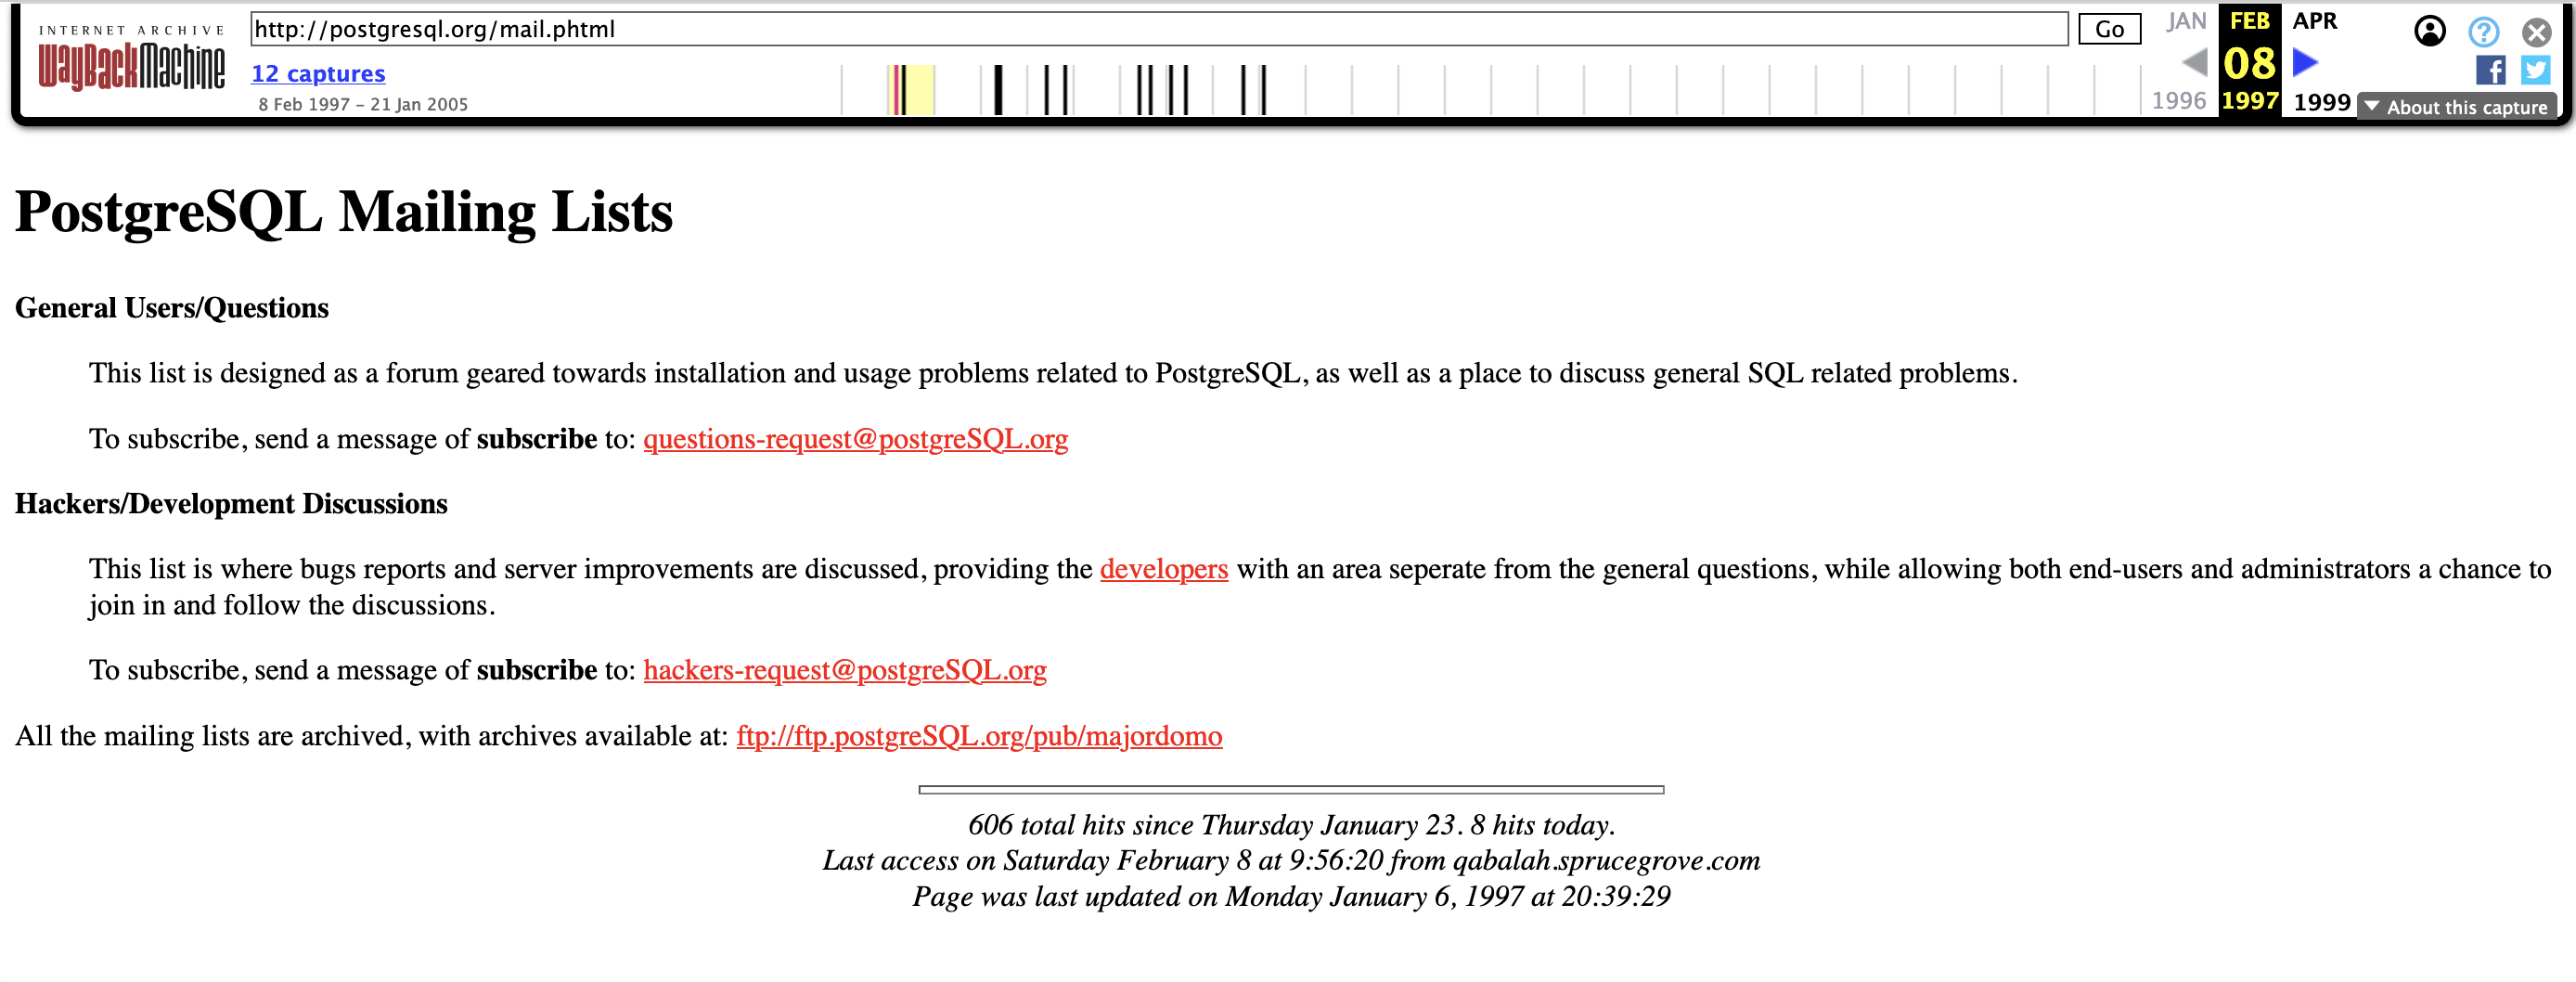 INTERNET ARCHIVE
WayBackMachine
http://postgresql.org/mail.phtml
Go
JAN FEB APR
12 captures
08
8 Feb 1997 – 21 Jan 2005
1996 1997 1999
About this capture
PostgreSQL Mailing Lists
General Users/Questions
This list is designed as a forum geared towards installation and usage problems related to PostgreSQL, as well as a place to discuss general SQL related problems.
To subscribe, send a message of subscribe to: questions-request@postgreSQL.org
Hackers/Development Discussions
This list is where bugs reports and server improvements are discussed, providing the developers with an area seperate from the general questions, while allowing both end-users and administrators a chance to
join in and follow the discussions.
To subscribe, send a message of subscribe to: hackers-request@postgreSQL.org
All the mailing lists are archived, with archives available at: ftp://ftp.postgreSQL.org/pub/majordomo
606 total hits since Thursday January 23. 8 hits today.
Last access on Saturday February 8 at 9:56:20 from qabalah.sprucegrove.com
Page was last updated on Monday January 6, 1997 at 20:39:29